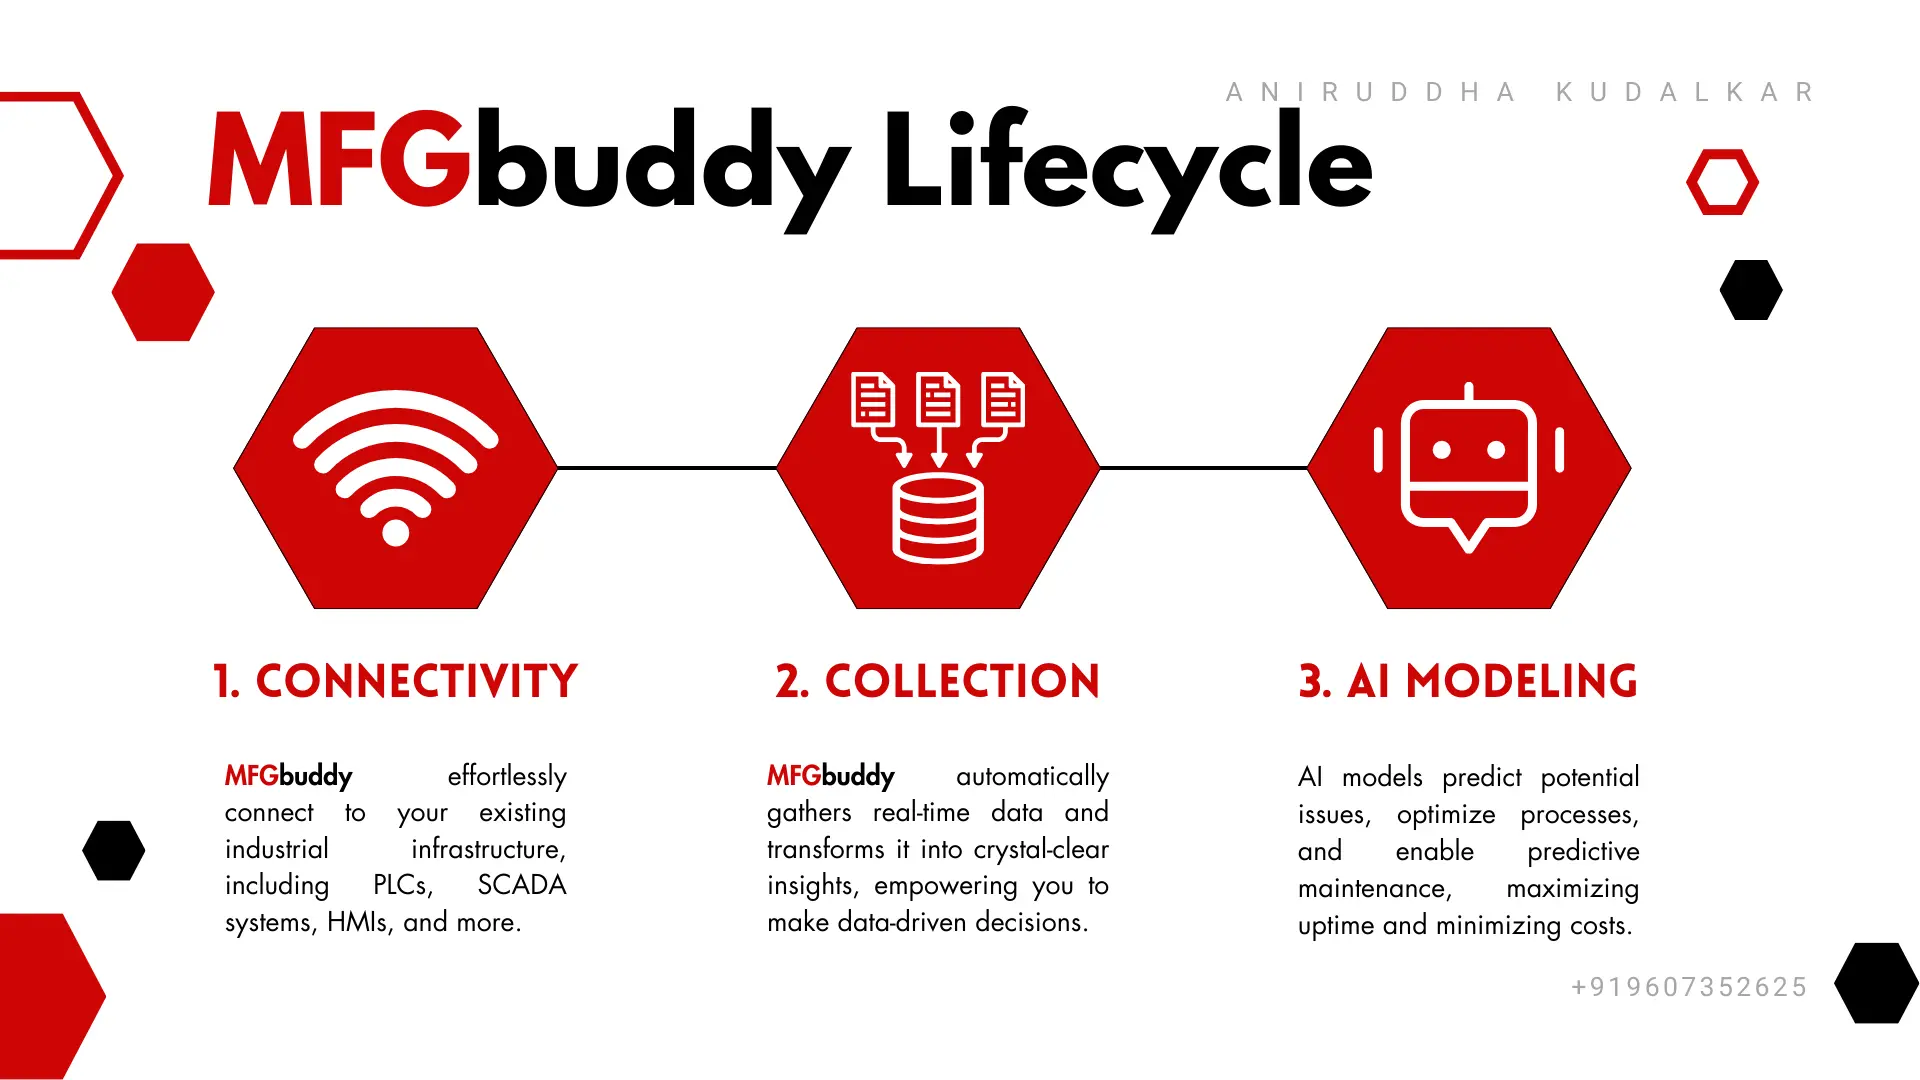 ANIRUDDHA KUDALKAR
MFGbuddy Lifecycle
1. CONNECTIVITY
MFGbuddy effortlessly
connect to your existing
industrial infrastructure,
including PLCs, SCADA
systems, HMIs, and more.
2. COLLECTION
MFGbuddy automatically
gathers real-time data and
transforms it into crystal-clear
insights, empowering you to
make data-driven decisions.
3. AI MODELING
AI models predict potential
issues, optimize processes,
and enable predictive
maintenance, maximizing
uptime and minimizing costs.
+919607352625